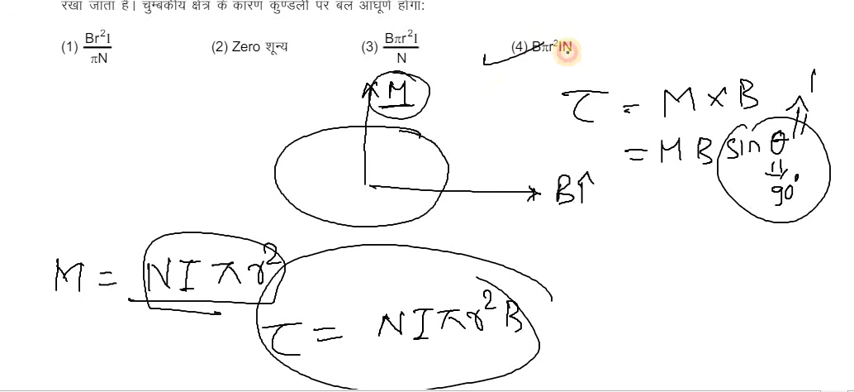 रखा जाता है। चुम्बकीय क्षेत्र के कारण कुण्डली पर बल आघूर्ण होगा:
(1) Br²I/πN (2) Zero शून्य (3) Bπr²I/N (4) Bπr²IN
M
τ = M × B
= M B sin θ
90°
B↑
M = NIπr²
τ = NIπr²B